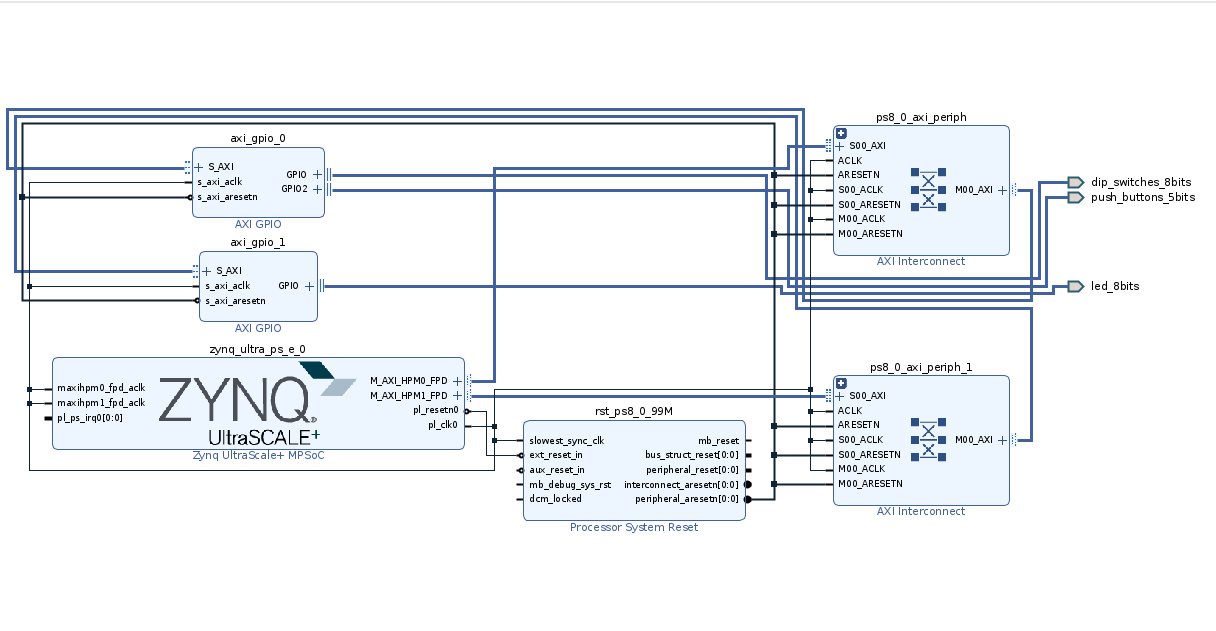 axi_gpio_0
S_AXI
s_axi_aclk
s_axi_aresetn
GPIO
GPIO2
AXI GPIO
axi_gpio_1
S_AXI
s_axi_aclk
s_axi_aresetn
GPIO
AXI GPIO
zynq_ultra_ps_e_0
maxihpm0_fpd_aclk
maxihpm1_fpd_aclk
pl_ps_irq0[0:0]
ZYNQ
UltraSCALE+
M_AXI_HPM0_FPD
M_AXI_HPM1_FPD
pl_resetn0
pl_clk0
Zynq UltraScale+ MPSoC
rst_ps8_0_99M
slowest_sync_clk
ext_reset_in
aux_reset_in
mb_debug_sys_rst
dcm_locked
mb_reset
bus_struct_reset[0:0]
peripheral_reset[0:0]
interconnect_aresetn[0:0]
peripheral_aresetn[0:0]
Processor System Reset
ps8_0_axi_periph
S00_AXI
ACLK
ARESETN
S00_ACLK
S00_ARESETN
M00_ACLK
M00_ARESETN
M00_AXI
AXI Interconnect
ps8_0_axi_periph_1
S00_AXI
ACLK
ARESETN
S00_ACLK
S00_ARESETN
M00_ACLK
M00_ARESETN
M00_AXI
AXI Interconnect
dip_switches_8bits
push_buttons_5bits
led_8bits